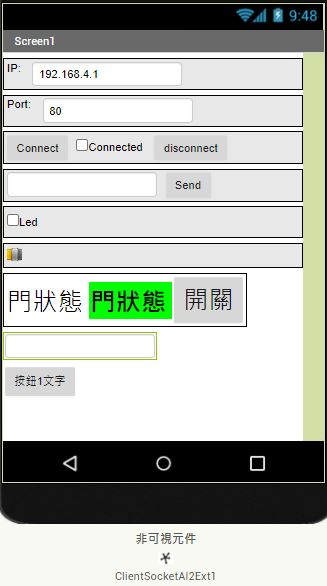 9:48
Screen1
IP: 192.168.4.1
Port: 80
Connect Connected disconnect
Send
Led
門狀態 門狀態 開關
按鈕1文字
非可視元件
ClientSocketAI2Ext1